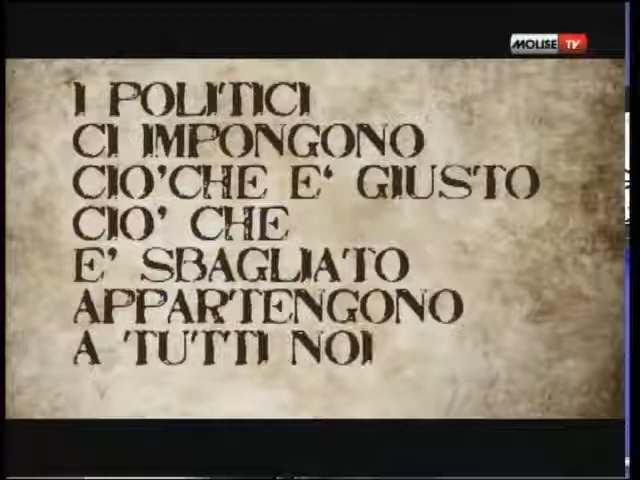 MOLISE TV
I POLITICI
CI IMPONGONO
CIO'CHE E' GIUSTO
CIO' CHE
E' SBAGLIATO
APPARTENGONO
A TUTTI NOI